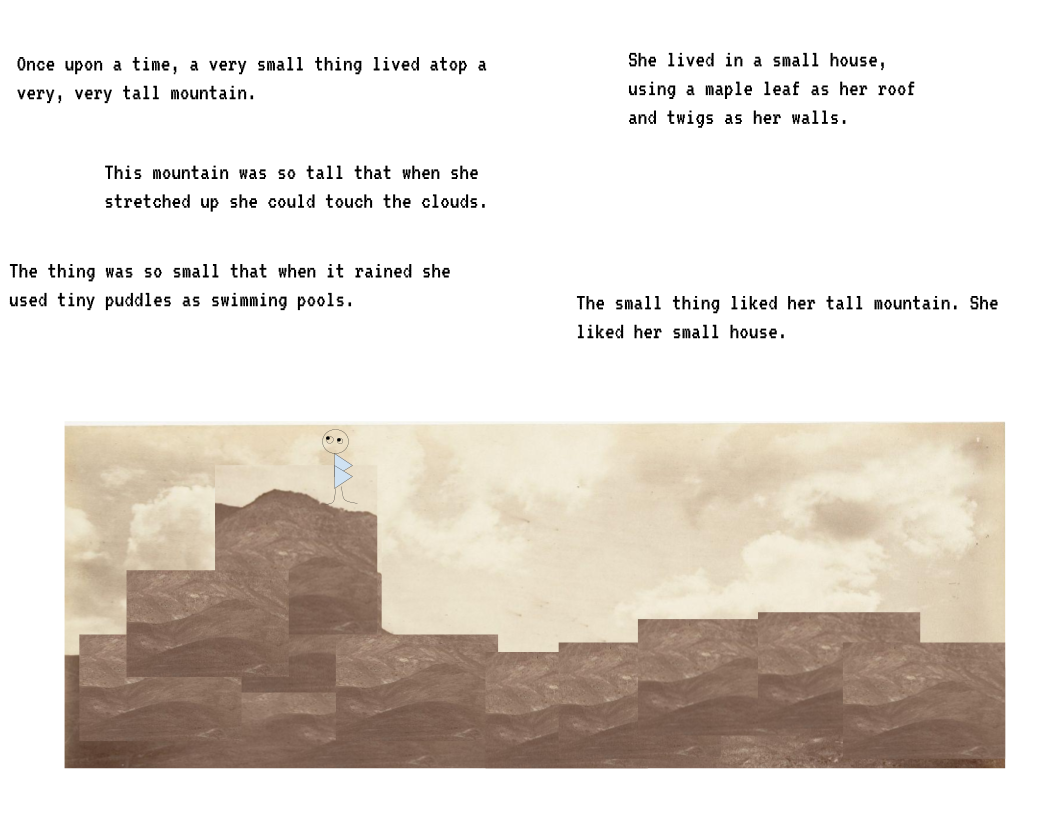 Once upon a time, a very small thing lived atop a
very, very tall mountain.
This mountain was so tall that when she
stretched up she could touch the clouds.
The thing was so small that when it rained she
used tiny puddles as swimming pools.
She lived in a small house,
using a maple leaf as her roof
and twigs as her walls.
The small thing liked her tall mountain. She
liked her small house.